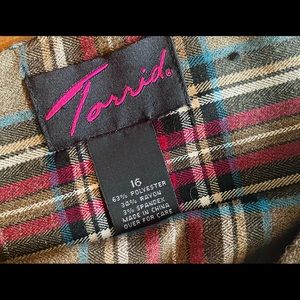 Torrid®
16
63% POLYESTER
34% RAYON
3% SPANDEX
MADE IN CHINA
OVER FOR CARE